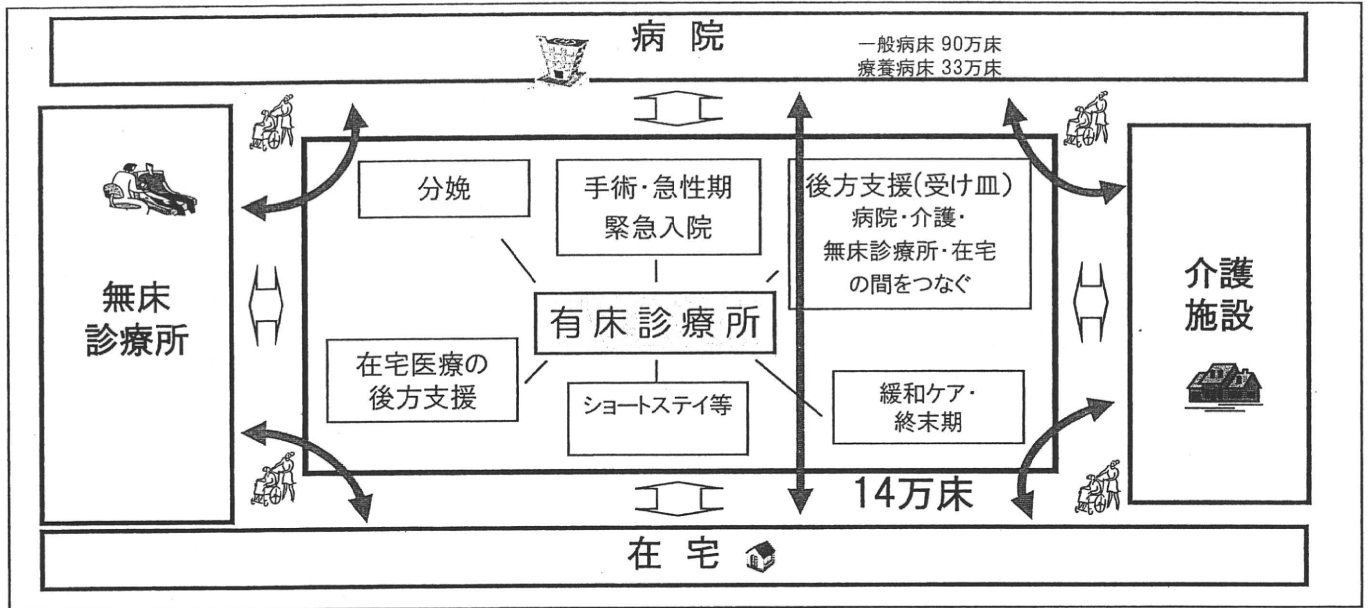 病院
一般病床 90万床
療養病床 33万床
無床
診療所
分娩
手術・急性期
緊急入院
後方支援(受け皿)
病院・介護・
無床診療所・在宅
の間をつなぐ
有床診療所
在宅医療の
後方支援
ショートステイ等
緩和ケア・
終末期
介護
施設
14万床
在宅